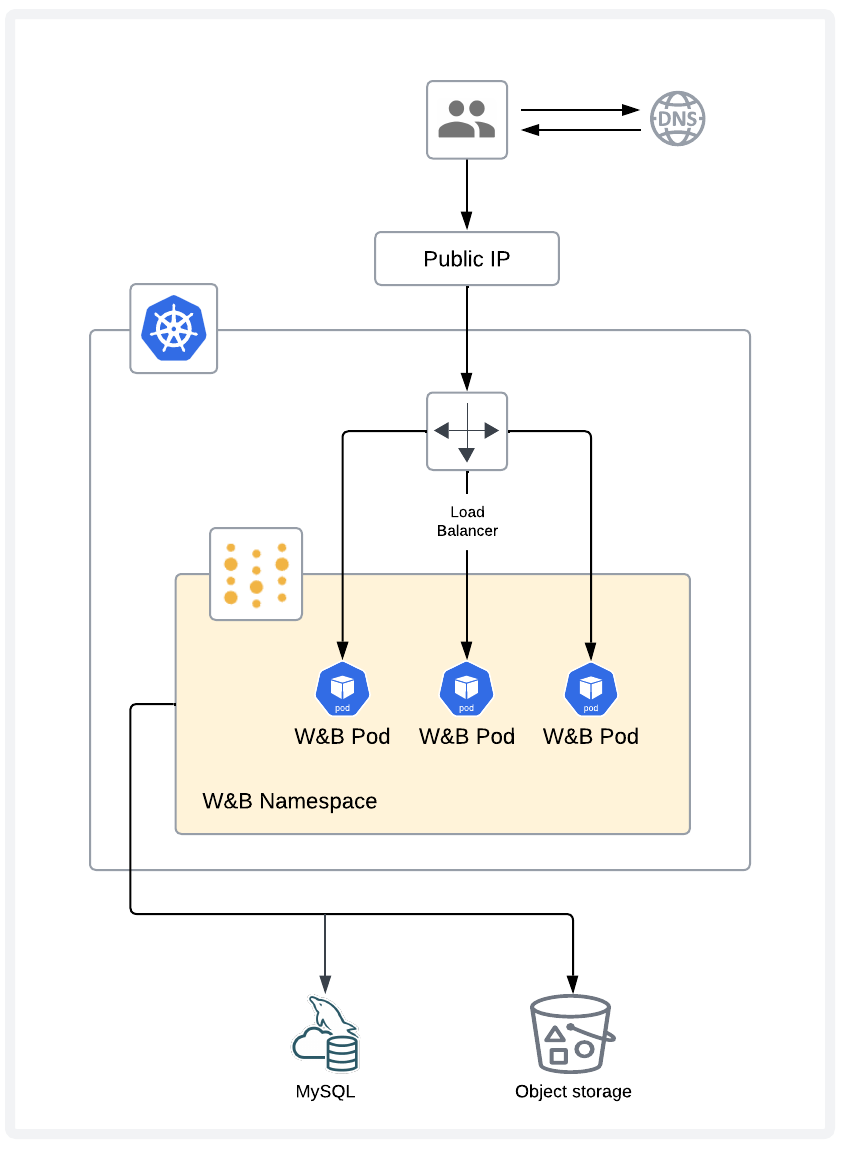 DNS
Public IP
Load
Balancer
pod
pod
pod
W&B Pod
W&B Pod
W&B Pod
W&B Namespace
MySQL
Object storage